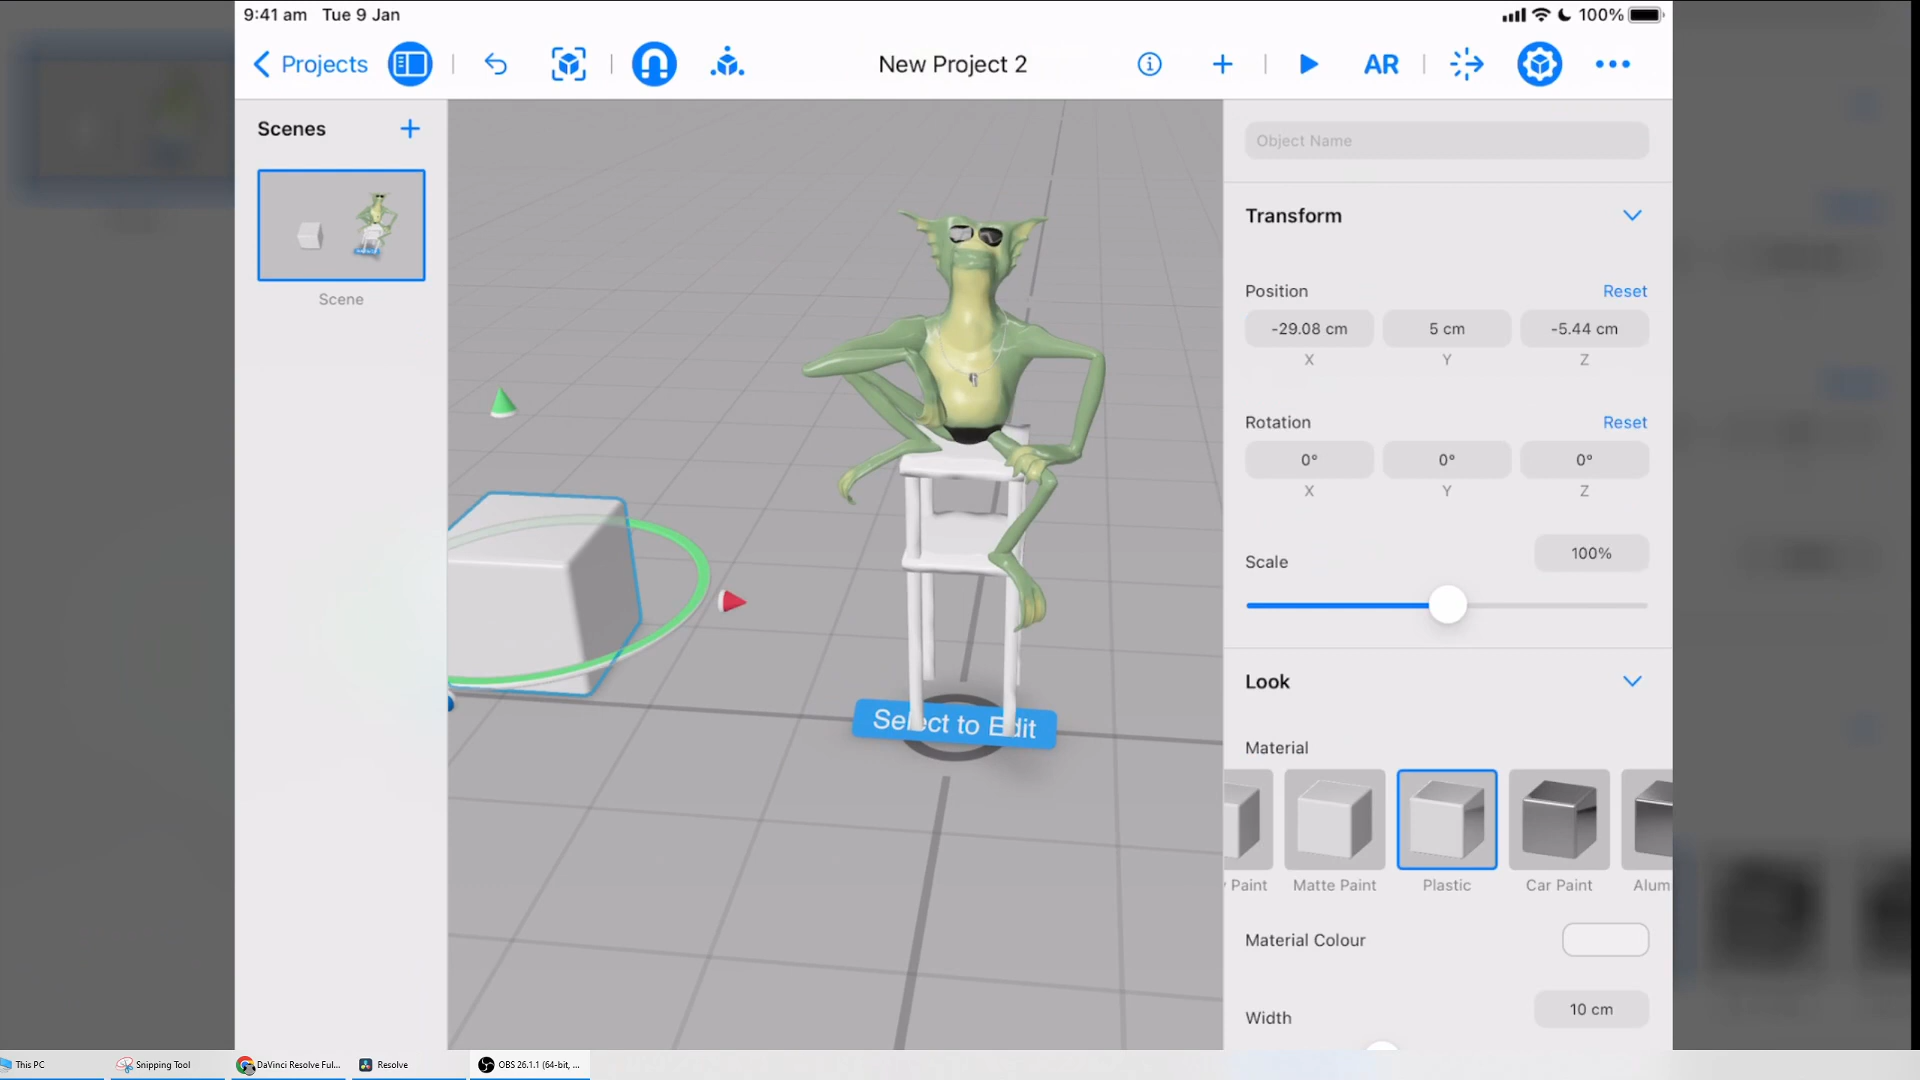 9:41 am Tue 9 Jan
100%
Projects
New Project 2
AR
Scenes
Scene
Select to Edit
Object Name
Transform
Position
Reset
-29.08 cm
5 cm
-5.44 cm
X
Y
Z
Rotation
Reset
0°
0°
0°
X
Y
Z
Scale
100%
Look
Material
Paint
Matte Paint
Plastic
Car Paint
Alum
Material Colour
Width
10 cm
This PC
Snipping Tool
DaVinci Resolve Ful...
Resolve
OBS 26.1.1 (64-bit, ...